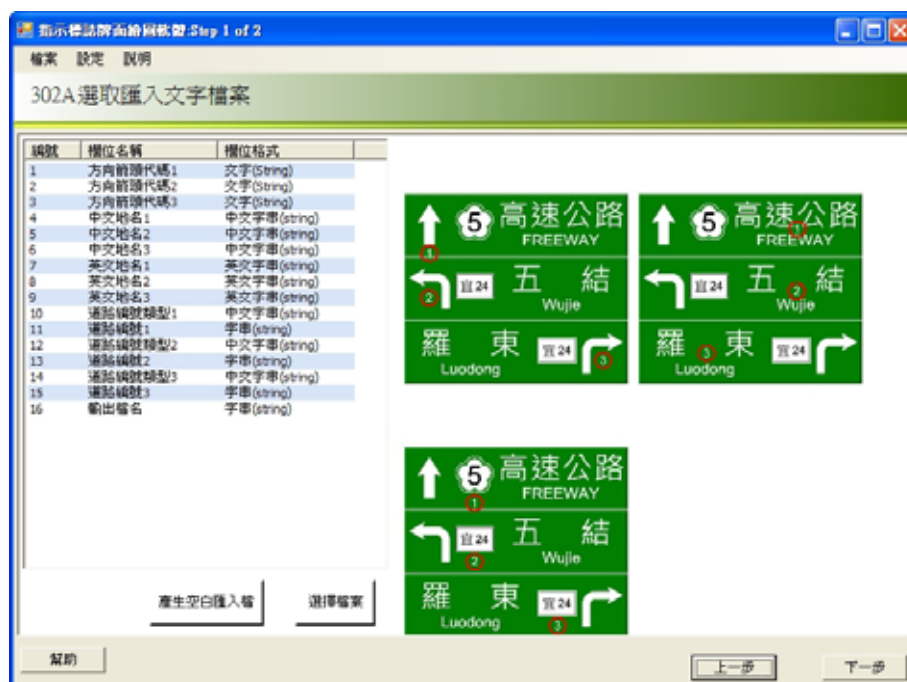 指示標誌牌面繪圖軟體:Step 1 of 2
檔案 設定 説明
302A選取匯入文字檔案
編號 欄位名稱 欄位格式
1 方向箭頭代碼1 文字(String)
2 方向箭頭代碼2 文字(String)
3 方向箭頭代碼3 文字(String)
4 中文地名1 中文字串(string)
5 中文地名2 中文字串(string)
6 中文地名3 中文字串(string)
7 英文地名1 英文字串(string)
8 英文地名2 英文字串(string)
9 英文地名3 英文字串(string)
10 道路編號類型1 中文字串(string)
11 道路編號1 字串(string)
12 道路編號類型2 中文字串(string)
13 道路編號2 字串(string)
14 道路編號類型3 中文字串(string)
15 道路編號3 字串(string)
16 輸出檔名 字串(string)
5 高速公路
FREEWAY
1
2 宜24 五結
Wujie
羅東 宜24 3
Luodong
5 高速公路
1
FREEWAY
宜24 五結
2
Wujie
羅東 宜24
3
Luodong
5 高速公路
FREEWAY
1
宜24 五結
2 Wujie
羅東 宜24
Luodong 3
產生空白匯入檔 選擇檔案
幫助 上一步 下一步